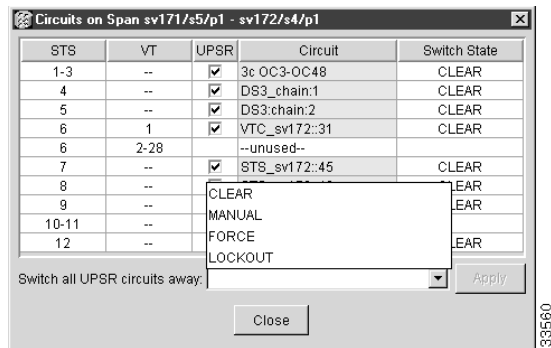 Circuits on Span sv171/s5/p1 - sv172/s4/p1
STS VT UPSR Circuit Switch State
1-3 -- 3c OC3-OC48 CLEAR
4 -- DS3_chain:1 CLEAR
5 -- DS3:chain:2 CLEAR
6 1 VTC_sv172::31 CLEAR
6 2-28 --unused--
7 -- STS_sv172::45 CLEAR
8 -- LEAR
9 -- LEAR
10-11 --
12 -- LEAR
CLEAR
MANUAL
FORCE
LOCKOUT
Switch all UPSR circuits away: Apply
Close
33560